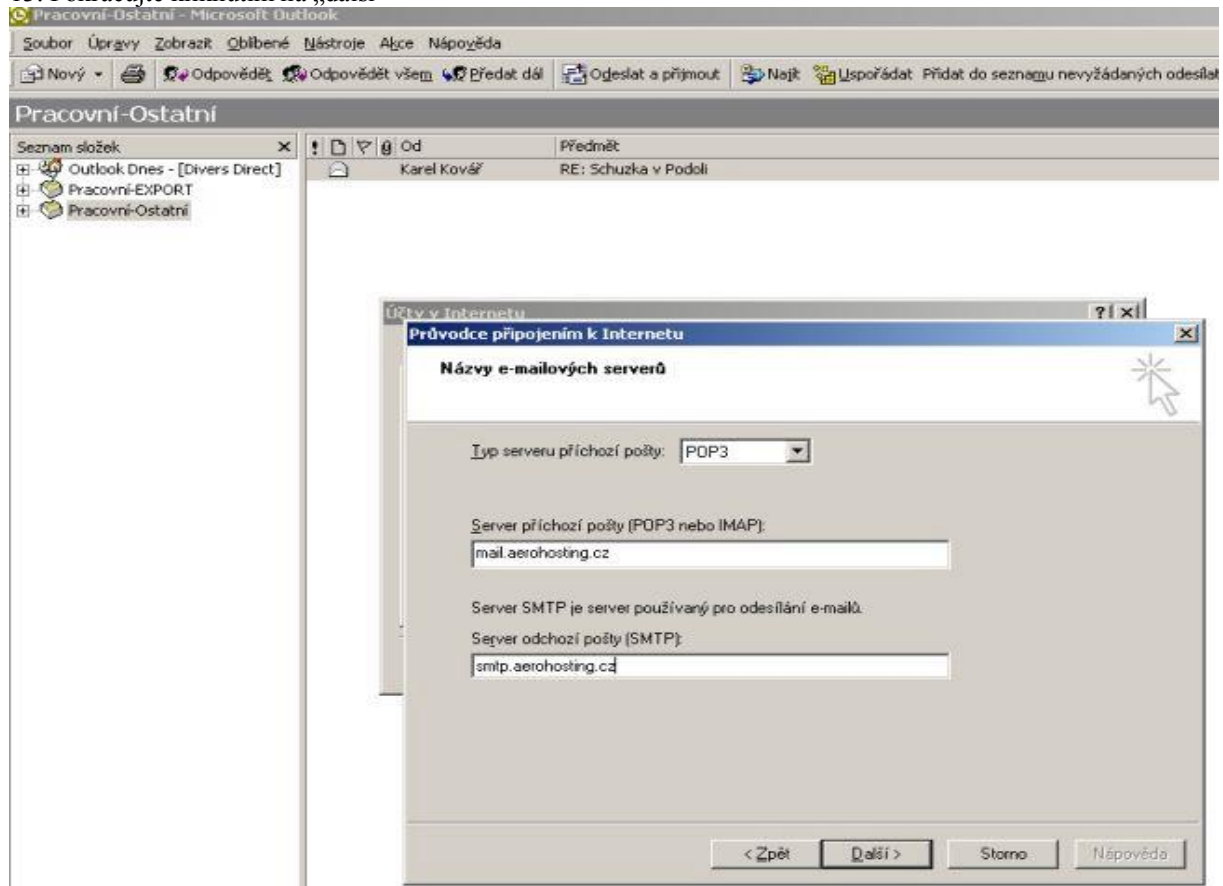 Pracovní-Ostatní - Microsoft Outlook
Soubor Úpravy Zobrazit Oblíbené Nástroje Akce Nápověda
Nový Odpovědět Odpovědět všem Předat dál Odeslat a přijmout Najít Uspořádat Přidat do seznamu nevyžádaných odesílat
Pracovní-Ostatní
Seznam složek ! Od Předmět
Outlook Dnes - [Divers Direct] Karel Kovář RE: Schuzka v Podoli
Pracovní-EXPORT
Pracovní-Ostatní
Účty v Internetu
Průvodce připojením k Internetu
Názvy e-mailových serverů
Typ serveru příchozí pošty: POP3
Server příchozí pošty (POP3 nebo IMAP):
mail.aerohosting.cz
Server SMTP je server používaný pro odesílání e-mailů.
Server odchozí pošty (SMTP):
smtp.aerohosting.cz
< Zpět Další > Storno Nápověda